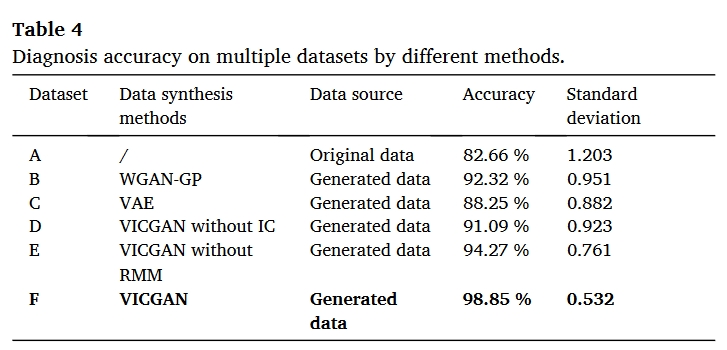 Table 4
Diagnosis accuracy on multiple datasets by different methods.
Dataset Data synthesis methods Data source Accuracy Standard deviation
A / Original data 82.66 % 1.203
B WGAN-GP Generated data 92.32 % 0.951
C VAE Generated data 88.25 % 0.882
D VICGAN without IC Generated data 91.09 % 0.923
E VICGAN without RMM Generated data 94.27 % 0.761
F VICGAN Generated data 98.85 % 0.532